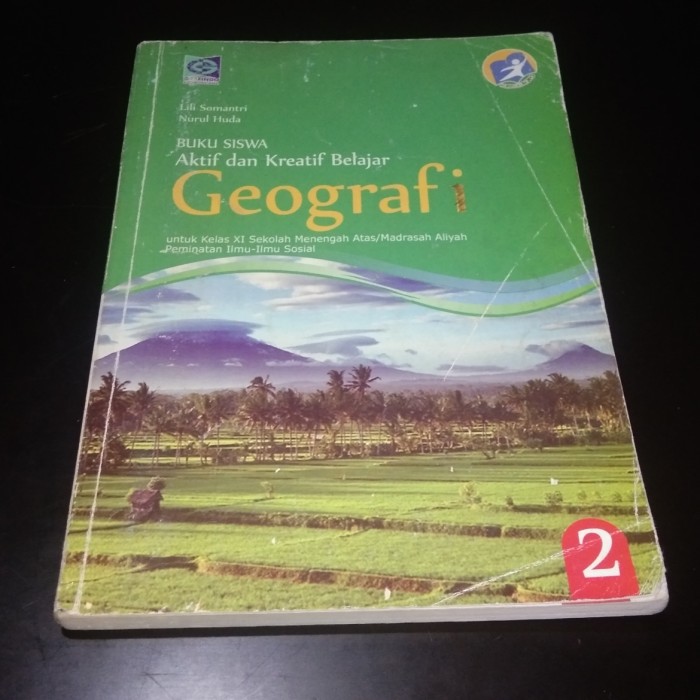 Lili Somantri
Nurul Huda
BUKU SISWA
Aktif dan Kreatif Belajar
Geografi
untuk Kelas XI Sekolah Menengah Atas/Madrasah Aliyah
Peminatan Ilmu-Ilmu Sosial
2